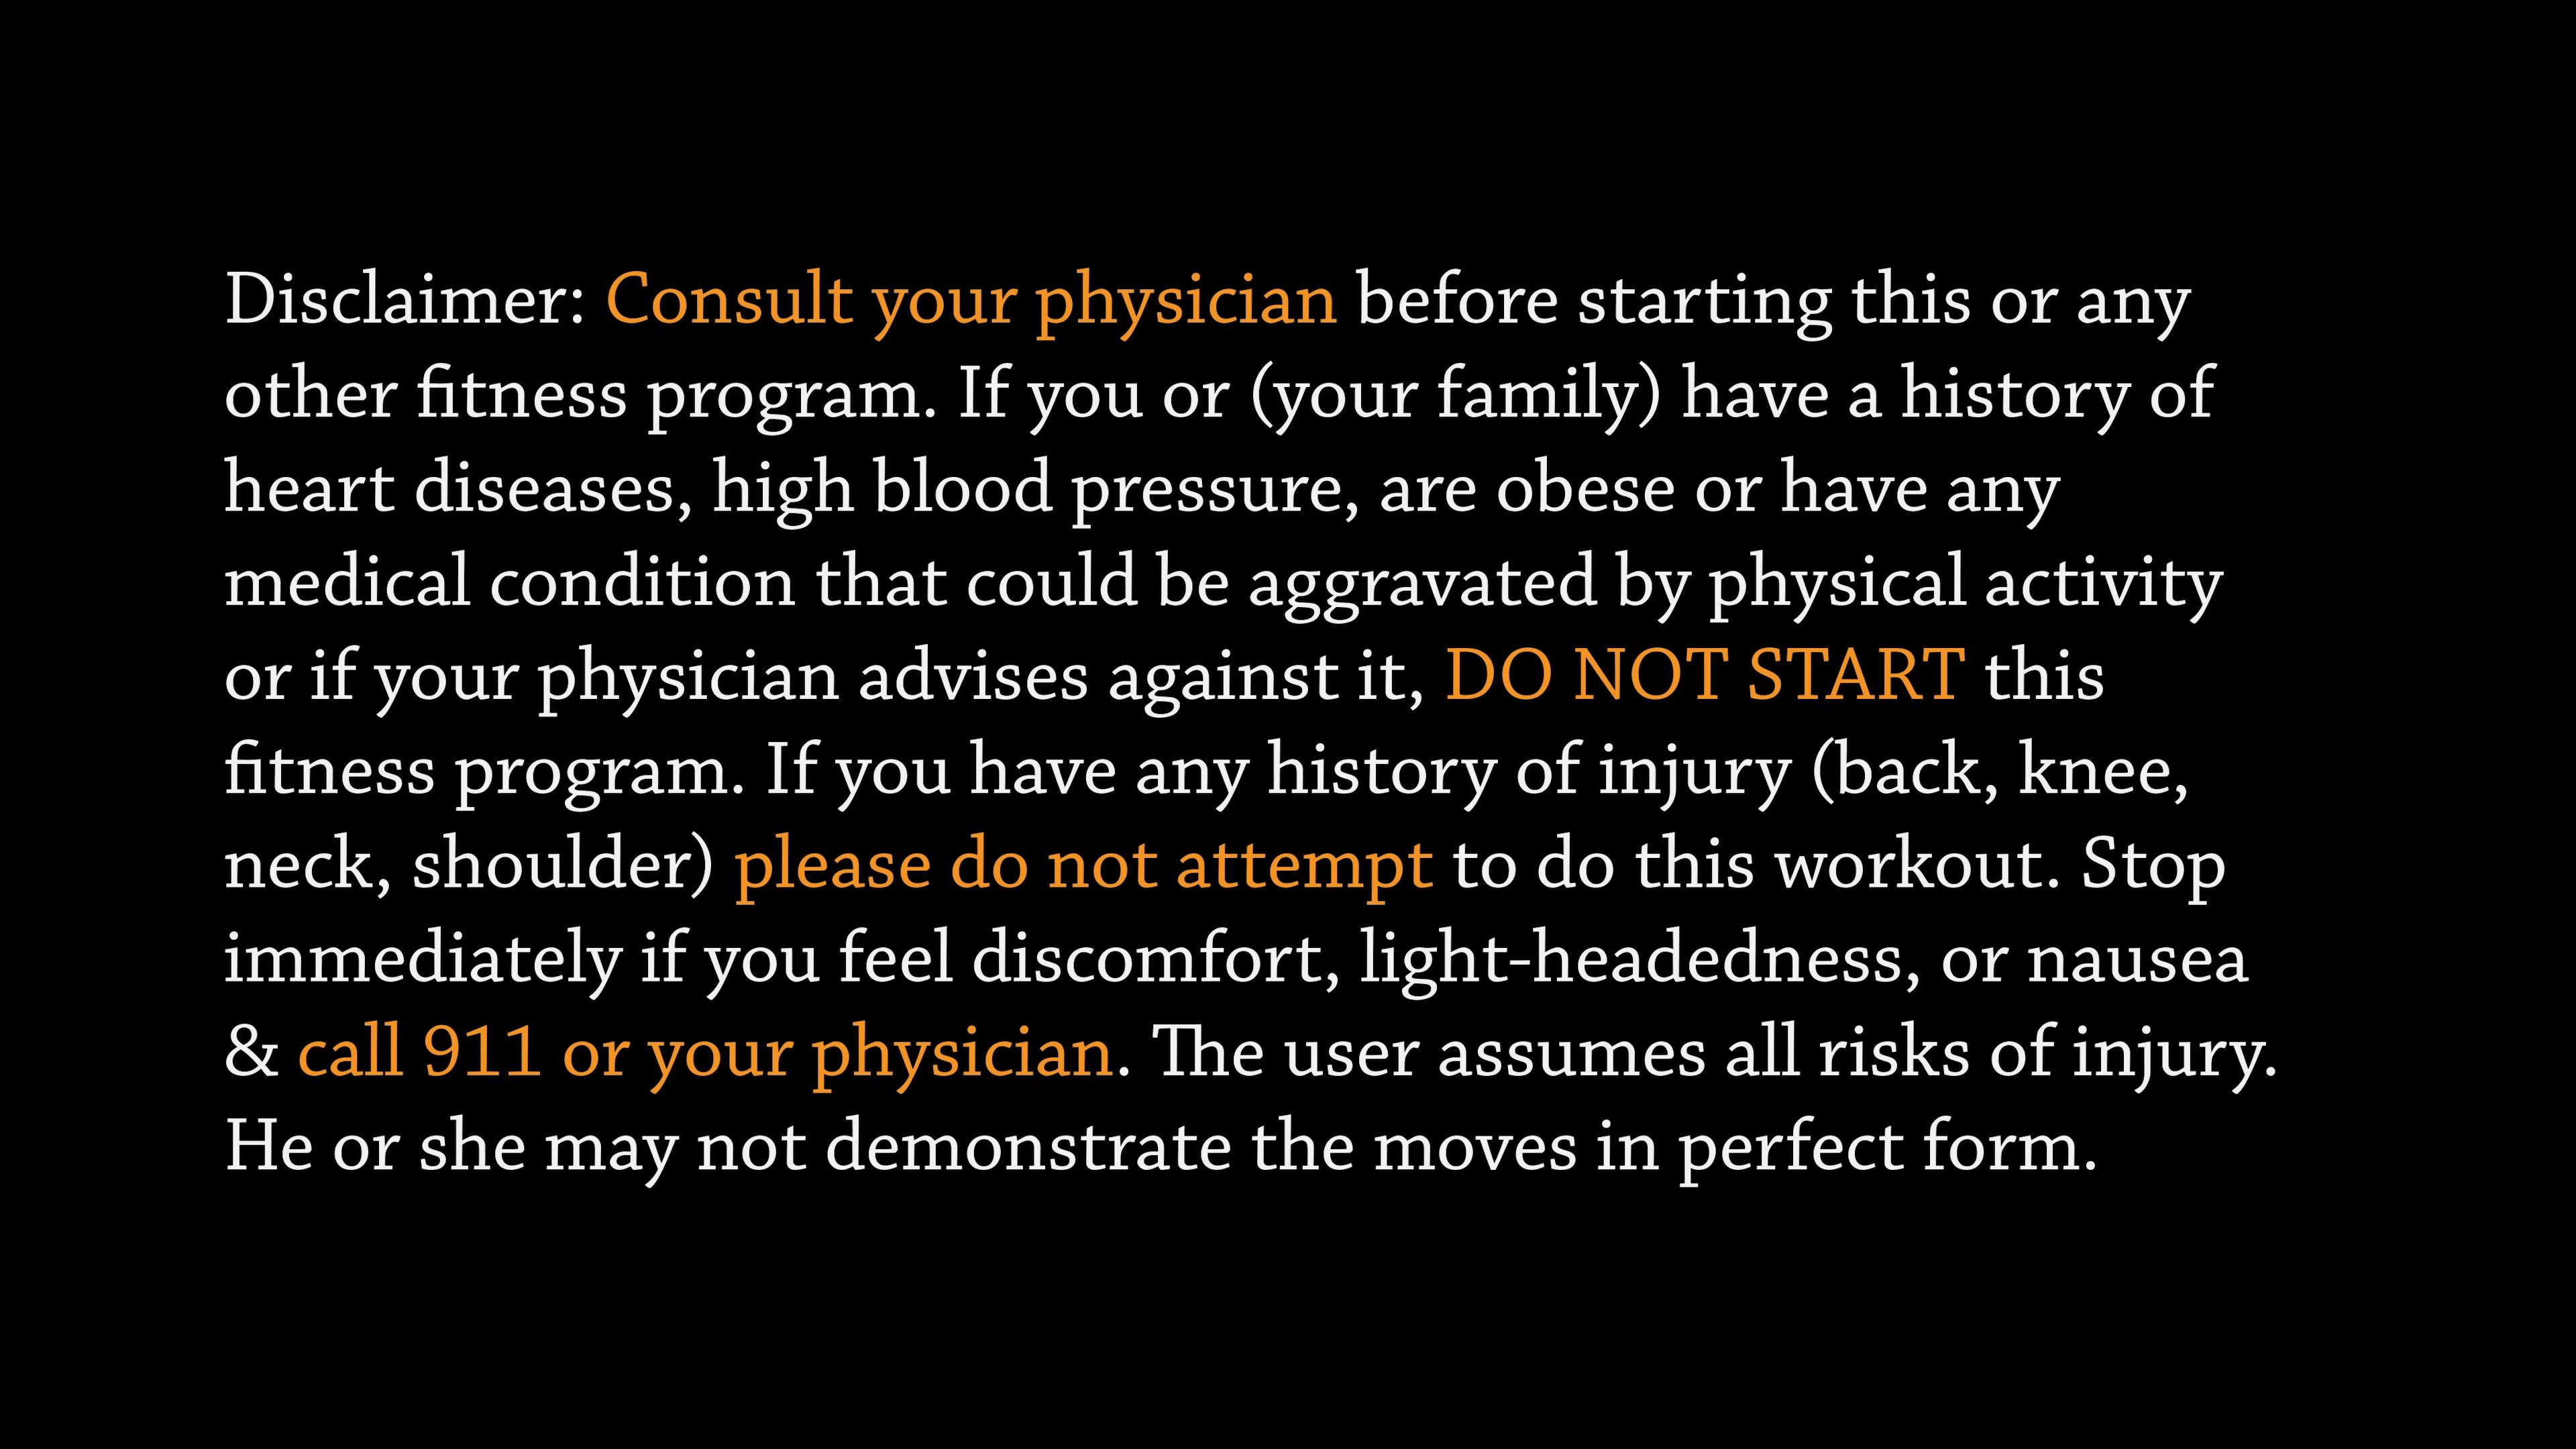 Disclaimer: Consult your physician before starting this or any
other fitness program. If you or (your family) have a history of
heart diseases, high blood pressure, are obese or have any
medical condition that could be aggravated by physical activity
or if your physician advises against it, DO NOT START this
fitness program. If you have any history of injury (back, knee,
neck, shoulder) please do not attempt to do this workout. Stop
immediately if you feel discomfort, light-headedness, or nausea
& call 911 or your physician. The user assumes all risks of injury.
He or she may not demonstrate the moves in perfect form.